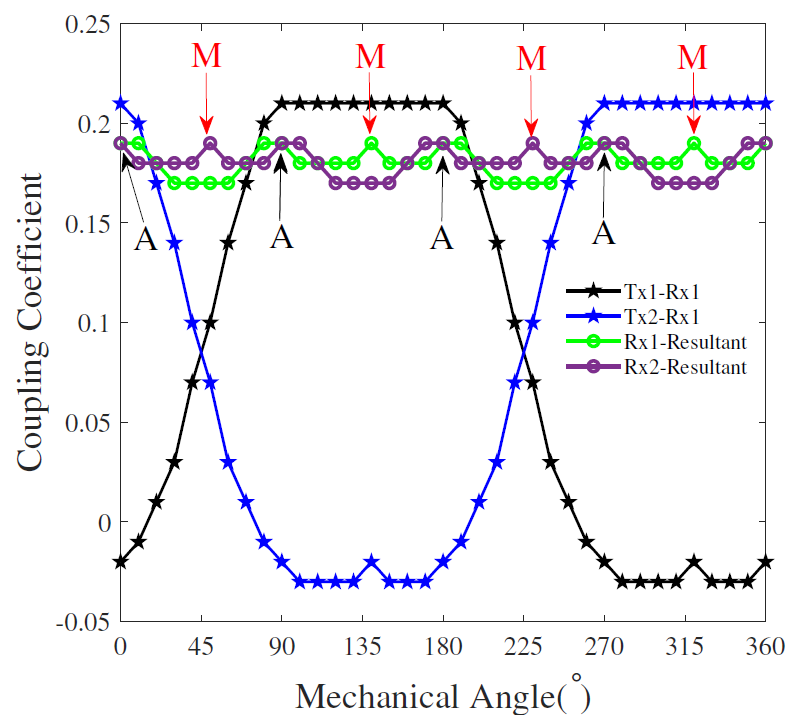 0.25
0.2
0.15
0.1
0.05
0
-0.05
Coupling Coefficient
M M M M
A A A A
Tx1-Rx1
Tx2-Rx1
Rx1-Resultant
Rx2-Resultant
0 45 90 135 180 225 270 315 360
Mechanical Angle(°)